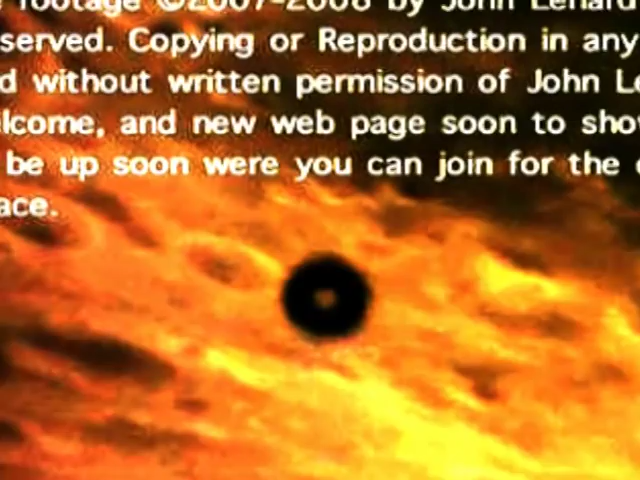 footage ©2007-2008 by John Lenard
served. Copying or Reproduction in any
d without written permission of John Le
lcome, and new web page soon to sho
be up soon were you can join for the
ace.